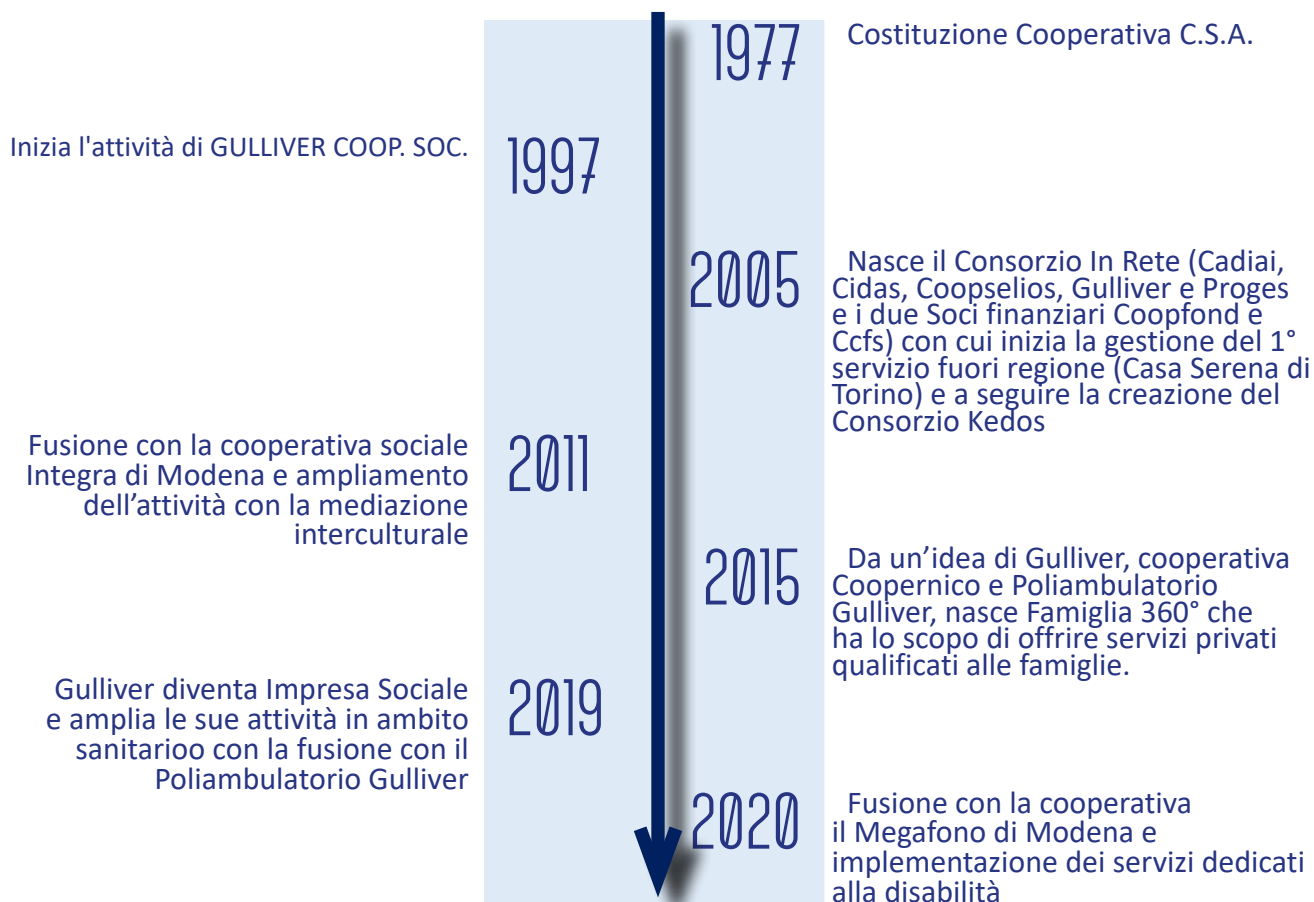 1977
Costituzione Cooperativa C.S.A.
Inizia l'attività di GULLIVER COOP. SOC.
1997
2005
Nasce il Consorzio In Rete (Cadiai,
Cidas, Coopselios, Gulliver e Proges
e i due Soci finanziari Coopfond e
Ccfs) con cui inizia la gestione del 1°
servizio fuori regione (Casa Serena di
Torino) e a seguire la creazione del
Consorzio Kedos
Fusione con la cooperativa sociale
Integra di Modena e ampliamento
dell’attività con la mediazione
interculturale
2011
2015
Da un’idea di Gulliver, cooperativa
Coopernico e Poliambulatorio
Gulliver, nasce Famiglia 360° che
ha lo scopo di offrire servizi privati
qualificati alle famiglie.
Gulliver diventa Impresa Sociale
e amplia le sue attività in ambito
sanitarioo con la fusione con il
Poliambulatorio Gulliver
2019
2020
Fusione con la cooperativa
il Megafono di Modena e
implementazione dei servizi dedicati
alla disabilità